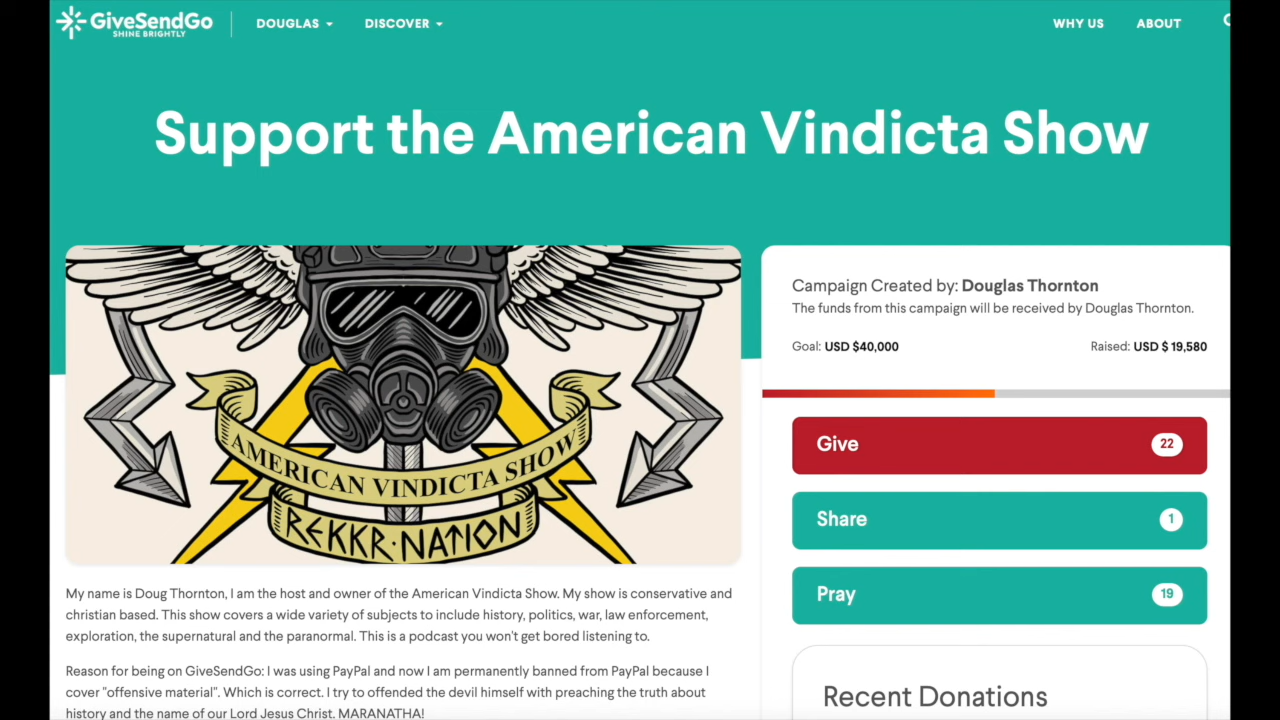 GiveSendGo
SHINE BRIGHTLY
DOUGLAS
DISCOVER
WHY US
ABOUT
Support the American Vindicta Show
AMERICAN VINDICTA SHOW
REKKR·NATION
My name is Doug Thornton, I am the host and owner of the American Vindicta Show. My show is conservative and
christian based. This show covers a wide variety of subjects to include history, politics, war, law enforcement,
exploration, the supernatural and the paranormal. This is a podcast you won't get bored listening to.
Reason for being on GiveSendGo: I was using PayPal and now I am permanently banned from PayPal because I
cover "offensive material". Which is correct. I try to offended the devil himself with preaching the truth about
history and the name of our Lord Jesus Christ. MARANATHA!
Campaign Created by: Douglas Thornton
The funds from this campaign will be received by Douglas Thornton.
Goal: USD $40,000
Raised: USD $ 19,580
Give 22
Share 1
Pray 19
Recent Donations